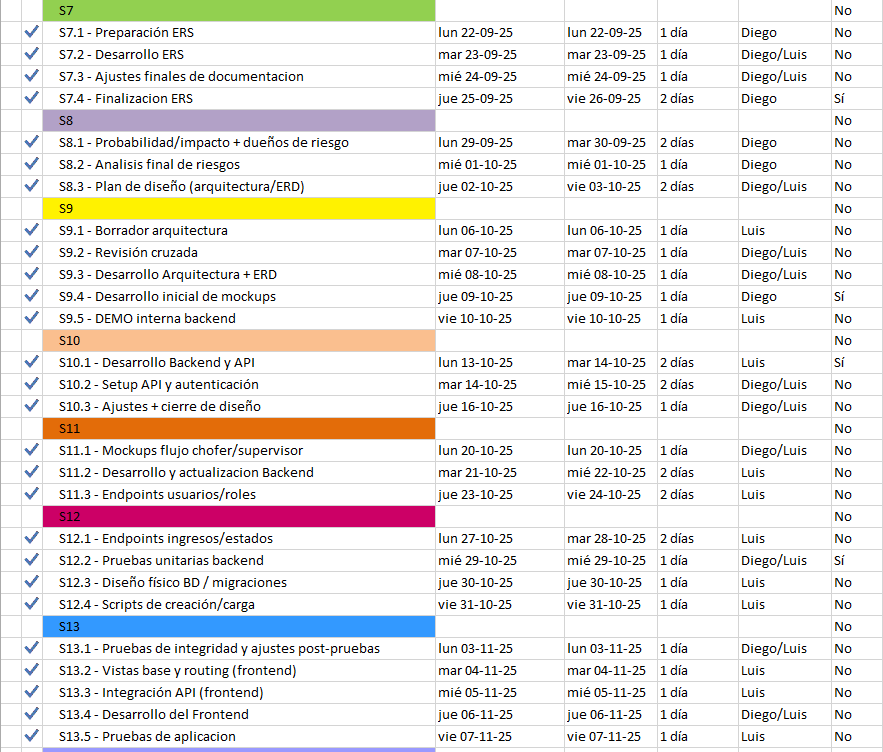 S7 No
S7.1 - Preparación ERS lun 22-09-25 lun 22-09-25 1 día Diego No
S7.2 - Desarrollo ERS mar 23-09-25 mar 23-09-25 1 día Diego/Luis No
S7.3 - Ajustes finales de documentacion mié 24-09-25 mié 24-09-25 1 día Diego/Luis No
S7.4 - Finalizacion ERS jue 25-09-25 vie 26-09-25 2 días Diego Sí
S8 No
S8.1 - Probabilidad/impacto + dueños de riesgo lun 29-09-25 mar 30-09-25 2 días Diego No
S8.2 - Analisis final de riesgos mié 01-10-25 mié 01-10-25 1 día Diego No
S8.3 - Plan de diseño (arquitectura/ERD) jue 02-10-25 vie 03-10-25 2 días Diego/Luis No
S9 No
S9.1 - Borrador arquitectura lun 06-10-25 lun 06-10-25 1 día Luis No
S9.2 - Revisión cruzada mar 07-10-25 mar 07-10-25 1 día Diego/Luis No
S9.3 - Desarrollo Arquitectura + ERD mié 08-10-25 mié 08-10-25 1 día Diego/Luis No
S9.4 - Desarrollo inicial de mockups jue 09-10-25 jue 09-10-25 1 día Diego Sí
S9.5 - DEMO interna backend vie 10-10-25 vie 10-10-25 1 día Luis No
S10 No
S10.1 - Desarrollo Backend y API lun 13-10-25 mar 14-10-25 2 días Luis Sí
S10.2 - Setup API y autenticación mar 14-10-25 mié 15-10-25 2 días Diego/Luis No
S10.3 - Ajustes + cierre de diseño jue 16-10-25 jue 16-10-25 1 día Diego/Luis No
S11 No
S11.1 - Mockups flujo chofer/supervisor lun 20-10-25 lun 20-10-25 1 día Diego/Luis No
S11.2 - Desarrollo y actualizacion Backend mar 21-10-25 mié 22-10-25 2 días Luis No
S11.3 - Endpoints usuarios/roles jue 23-10-25 vie 24-10-25 2 días Luis No
S12 No
S12.1 - Endpoints ingresos/estados lun 27-10-25 mar 28-10-25 2 días Luis No
S12.2 - Pruebas unitarias backend mié 29-10-25 mié 29-10-25 1 día Diego/Luis Sí
S12.3 - Diseño físico BD / migraciones jue 30-10-25 jue 30-10-25 1 día Luis No
S12.4 - Scripts de creación/carga vie 31-10-25 vie 31-10-25 1 día Luis No
S13 No
S13.1 - Pruebas de integridad y ajustes post-pruebas lun 03-11-25 lun 03-11-25 1 día Diego/Luis No
S13.2 - Vistas base y routing (frontend) mar 04-11-25 mar 04-11-25 1 día Luis No
S13.3 - Integración API (frontend) mié 05-11-25 mié 05-11-25 1 día Luis No
S13.4 - Desarrollo del Frontend jue 06-11-25 jue 06-11-25 1 día Diego/Luis No
S13.5 - Pruebas de aplicacion vie 07-11-25 vie 07-11-25 1 día Luis No